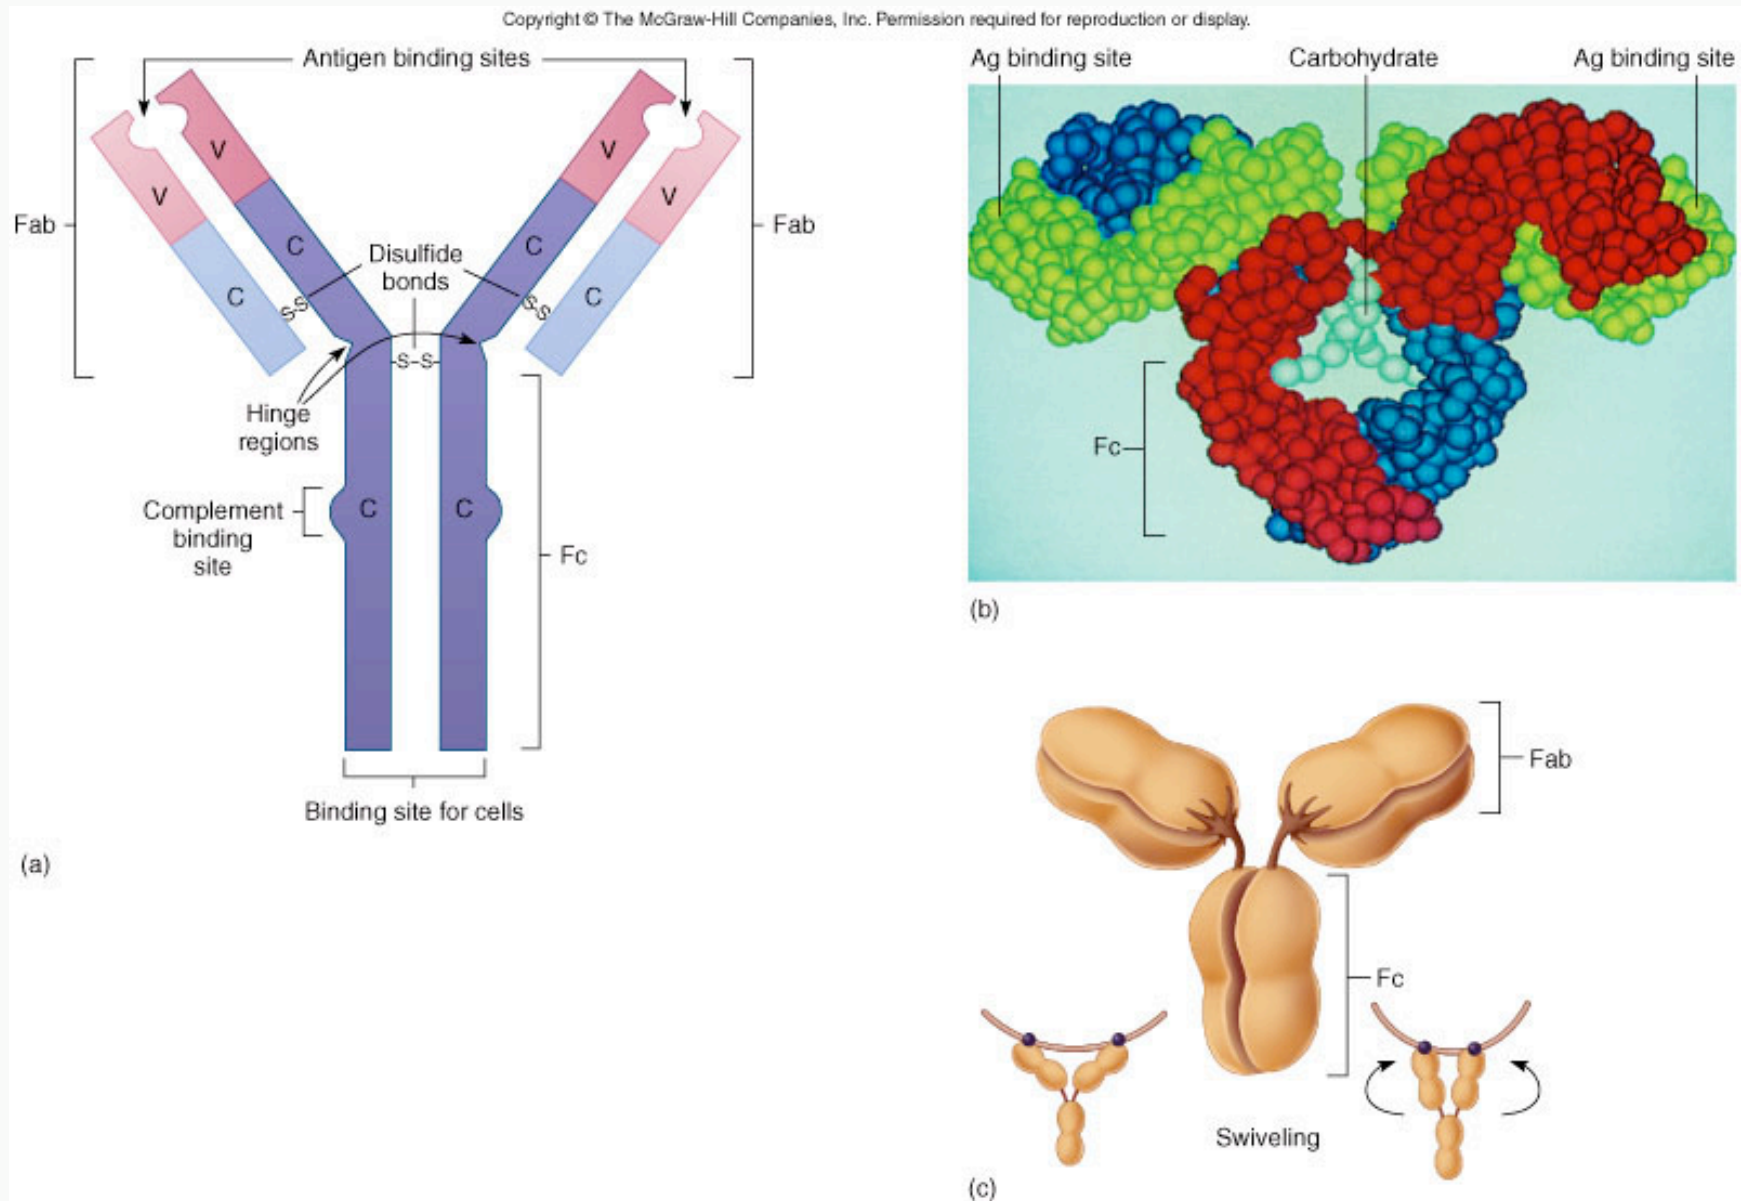 Copyright © The McGraw-Hill Companies, Inc. Permission required for reproduction or display.
Antigen binding sites
V
V
V
V
Fab
Fab
C
C
C
C
Disulfide
bonds
S-S
S-S
-S-S-
Hinge
regions
Complement
binding
site
C
C
Fc
Binding site for cells
(a)
Ag binding site
Carbohydrate
Ag binding site
Fc
(b)
Fab
Fc
Swiveling
(c)